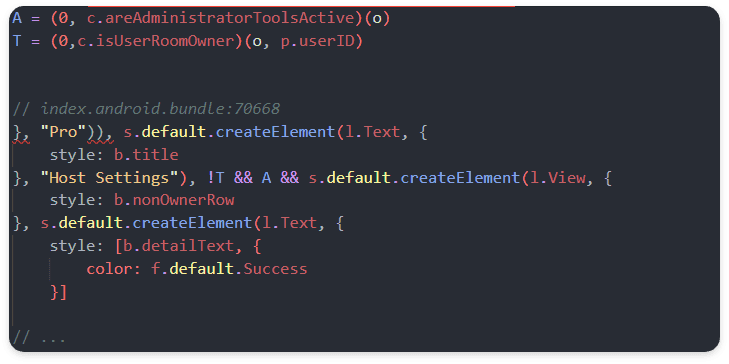 A = (0, c.areAdministratorToolsActive)(o)
T = (0,c.isUserRoomOwner)(o, p.userID)
// index.android.bundle:70668
}, "Pro")), s.default.createElement(l.Text, {
style: b.title
}, "Host Settings"), !T && A && s.default.createElement(l.View, {
style: b.nonOwnerRow
}, s.default.createElement(l.Text, {
style: [b.detailText, {
color: f.default.Success
}]
// ...